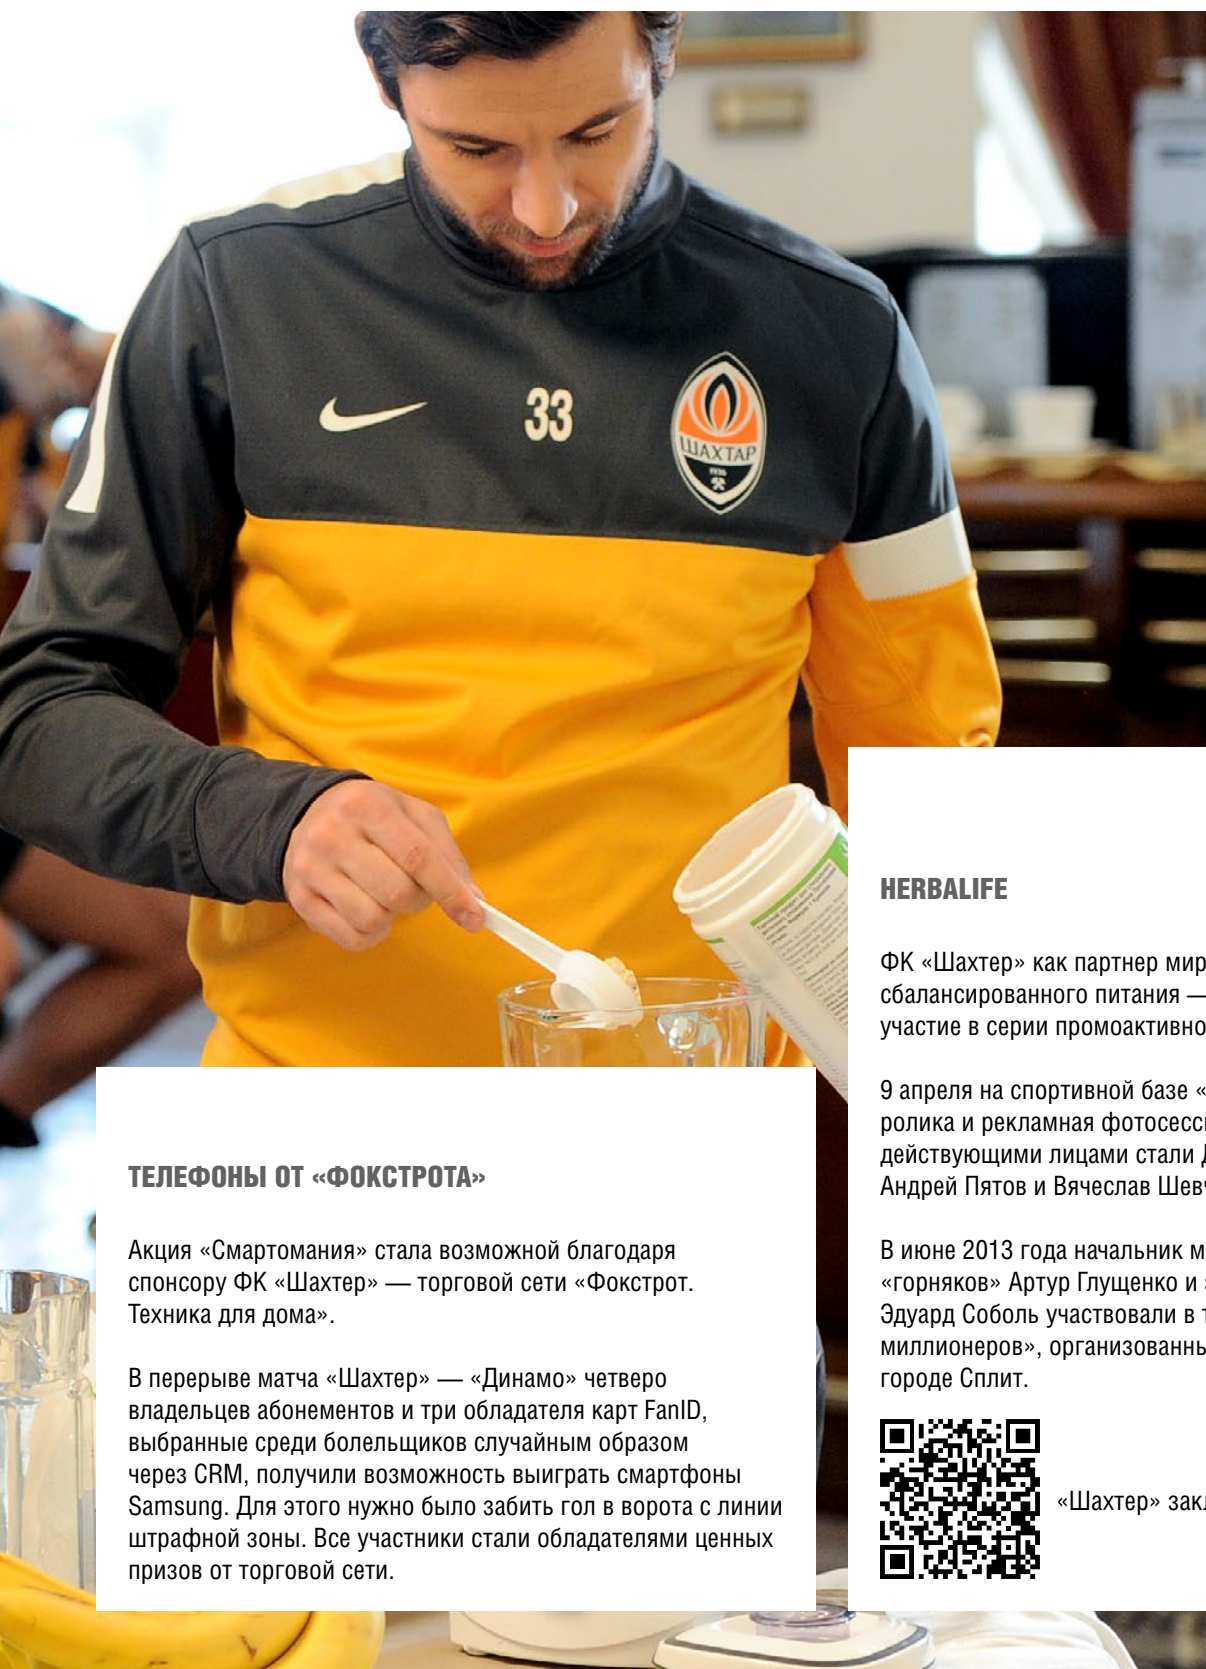 33
ШАХТАР
1936
ТЕЛЕФОНЫ ОТ «ФОКСТРОТА»
Акция «Смартомания» стала возможной благодаря
спонсору ФК «Шахтер» — торговой сети «Фокстрот.
Техника для дома».
В перерыве матча «Шахтер» — «Динамо» четверо
владельцев абонементов и три обладателя карт FanID,
выбранные среди болельщиков случайным образом
через CRM, получили возможность выиграть смартфоны
Samsung. Для этого нужно было забить гол в ворота с линии
штрафной зоны. Все участники стали обладателями ценных
призов от торговой сети.
HERBALIFE
ФК «Шахтер» как партнер мир
сбалансированного питания —
участие в серии промоактивно
9 апреля на спортивной базе «
ролика и рекламная фотосесс
действующими лицами стали
Андрей Пятов и Вячеслав Шев
В июне 2013 года начальник м
«горняков» Артур Глущенко и
Эдуард Соболь участвовали в
миллионеров», организованны
городе Сплит.
«Шахтер» зак